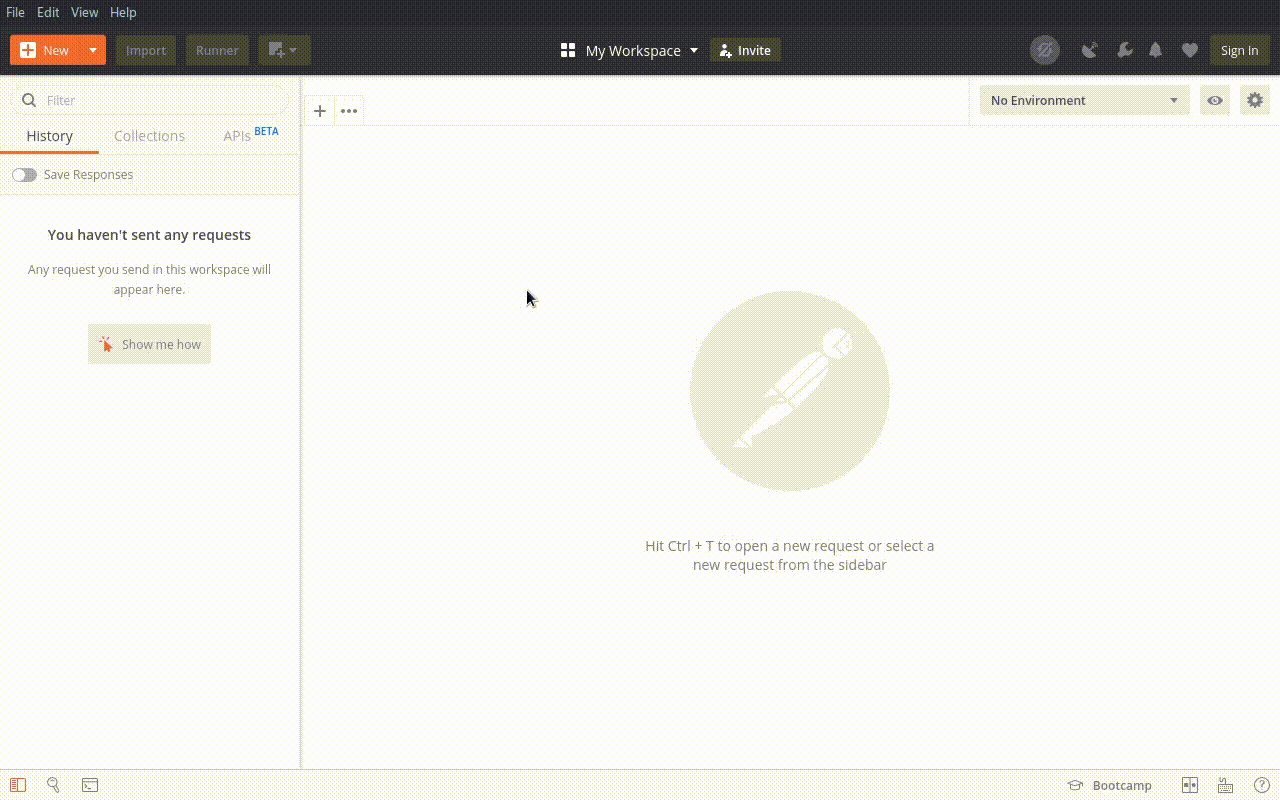 File Edit View Help
New Import Runner My Workspace Invite Sign In
Filter
No Environment
History Collections APIs BETA
Save Responses
You haven't sent any requests
Any request you send in this workspace will
appear here.
Show me how
Hit Ctrl + T to open a new request or select a
new request from the sidebar
Bootcamp